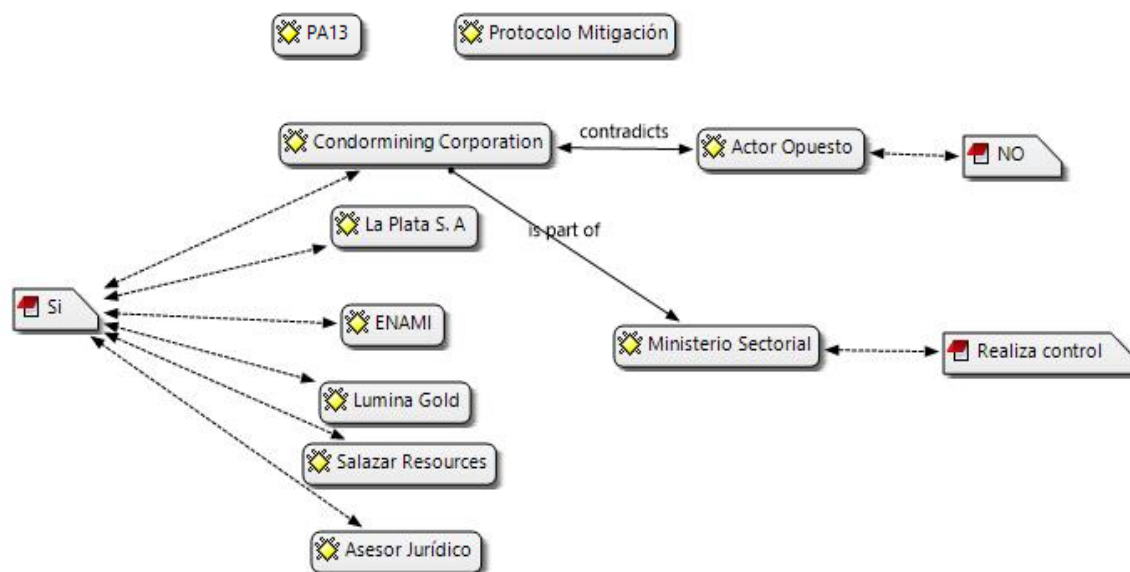 PA13
Protocolo Mitigación
Condormining Corporation
contradicts
Actor Opuesto
NO
La Plata S. A
is part of
Si
ENAMI
Ministerio Sectorial
Realiza control
Lumina Gold
Salazar Resources
Asesor Jurídico